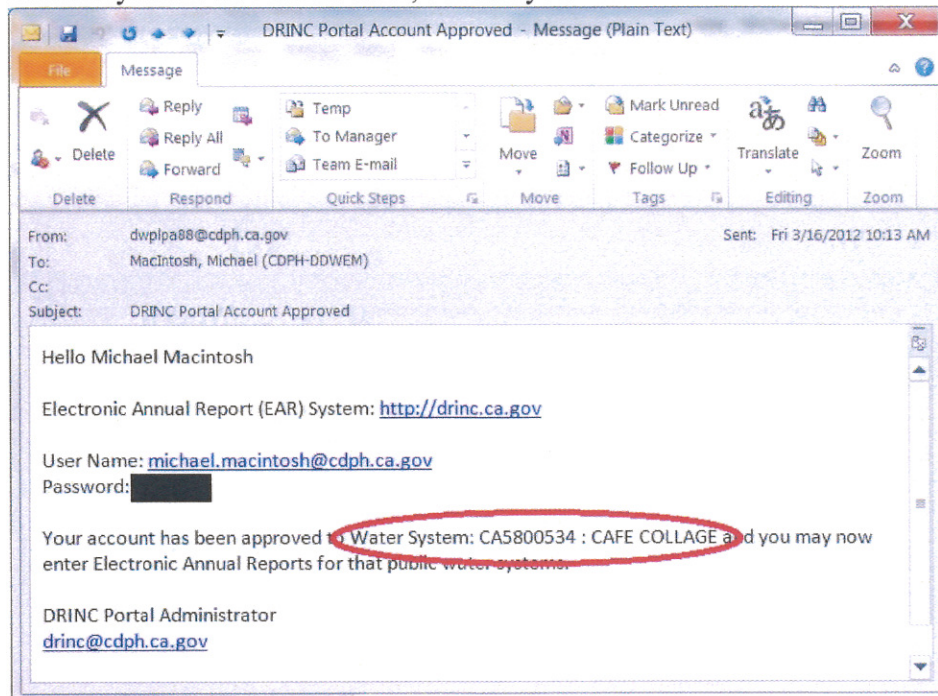 DRINC Portal Account Approved - Message (Plain Text)
File Message
Delete
Reply
Reply All
Forward
Temp
To Manager
Team E-mail
Move
Mark Unread
Categorize
Follow Up
Translate
Zoom
Delete Respond Quick Steps Move Tags Editing Zoom
From: dwplpa88@cdph.ca.gov Sent: Fri 3/16/2012 10:13 AM
To: MacIntosh, Michael (CDPH-DDWEM)
Cc:
Subject: DRINC Portal Account Approved
Hello Michael Macintosh
Electronic Annual Report (EAR) System: http://drinc.ca.gov
User Name: michael.macintosh@cdph.ca.gov
Password:
Your account has been approved to Water System: CA5800534 : CAFE COLLAGE and you may now
enter Electronic Annual Reports for that public water systems.
DRINC Portal Administrator
drinc@cdph.ca.gov